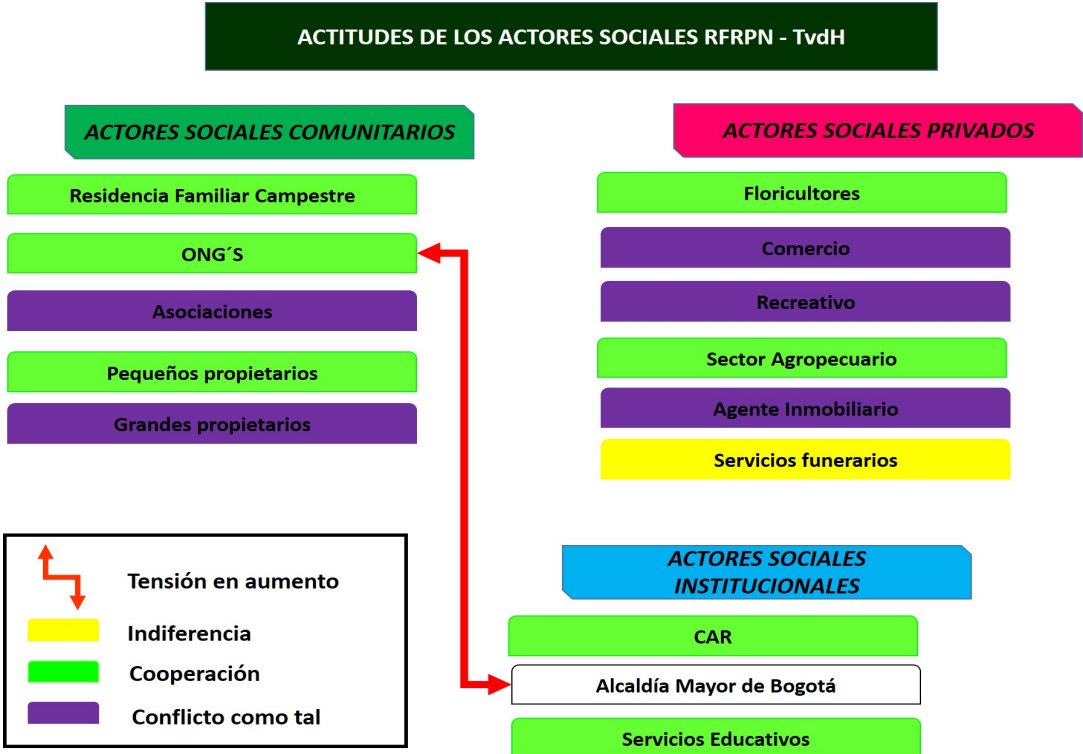 ACTITUDES DE LOS ACTORES SOCIALES RFRPN - TvdH
ACTORES SOCIALES COMUNITARIOS
Residencia Familiar Campestre
ONG´S
Asociaciones
Pequeños propietarios
Grandes propietarios
ACTORES SOCIALES PRIVADOS
Floricultores
Comercio
Recreativo
Sector Agropecuario
Agente Inmobiliario
Servicios funerarios
ACTORES SOCIALES
INSTITUCIONALES
CAR
Alcaldía Mayor de Bogotá
Servicios Educativos
Tensión en aumento
Indiferencia
Cooperación
Conflicto como tal